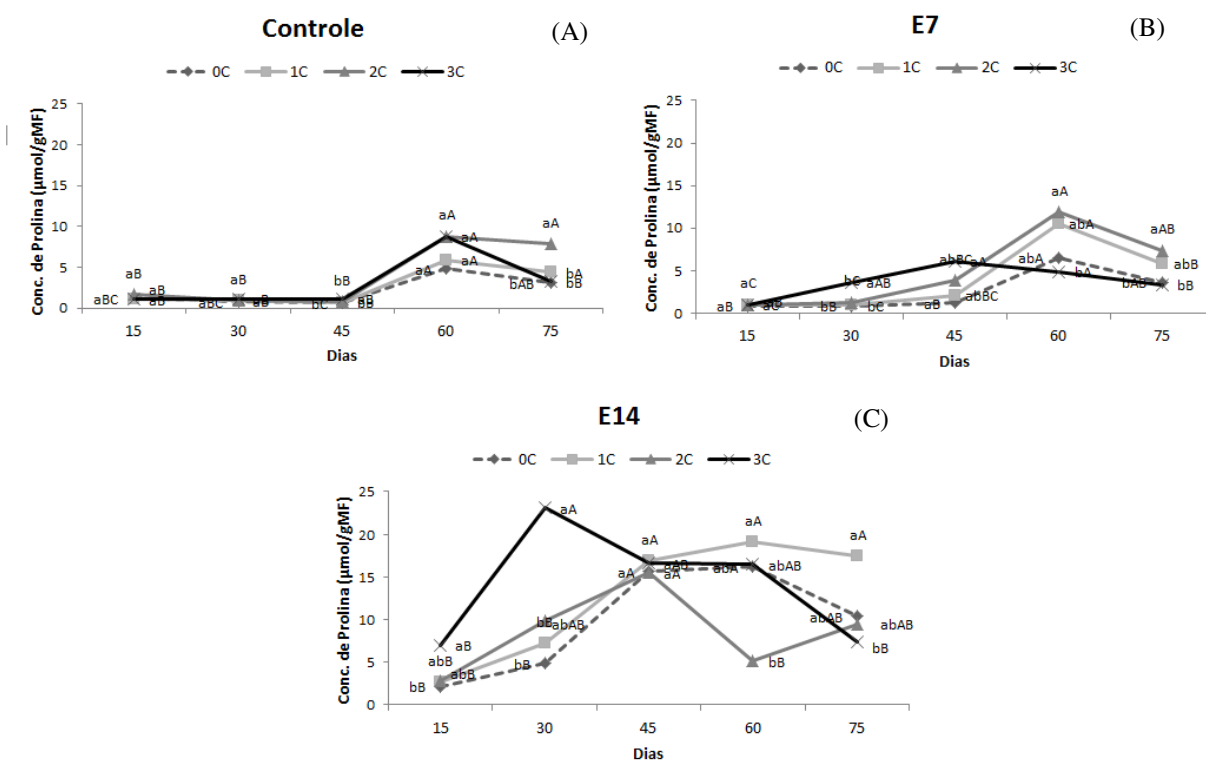 Controle
(A)
0C 1C 2C 3C
Conc. de Prolina (µmol/gMF)
25
20
15
10
5
0
aB
aB
aBC
aB
aB
aB
aBC
aB
bB
bB
bC
bB
aA
aA
aA
aA
aA
bA
bAB
bB
15 30 45 60 75
Dias
E7
(B)
0C 1C 2C 3C
Conc. de Prolina (µmol/gMF)
25
20
15
10
5
0
aC
aB
aC
bC
aAB
bB
bC
abBC
abBC
aB
aA
abA
abA
bA
aAB
abB
bAB
bB
15 30 45 60 75
Dias
E14
(C)
0C 1C 2C 3C
Conc. de Prolina (µmol/gMF)
25
20
15
10
5
0
aB
abB
abB
bB
aA
bB
abAB
bB
aA
aAB
aA
aA
aA
abA
abAB
bB
aA
abAB
abAB
bB
15 30 45 60 75
Dias